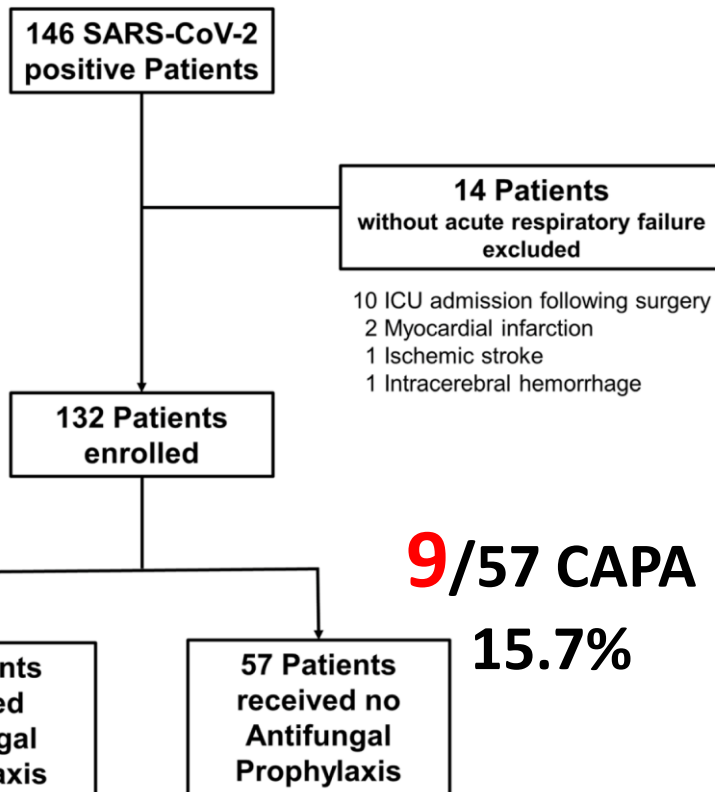 146 SARS-CoV-2
positive Patients
14 Patients
without acute respiratory failure
excluded
10 ICU admission following surgery
2 Myocardial infarction
1 Ischemic stroke
1 Intracerebral hemorrhage
132 Patients
enrolled
9/57 CAPA
15.7%
57 Patients
received no
Antifungal
Prophylaxis